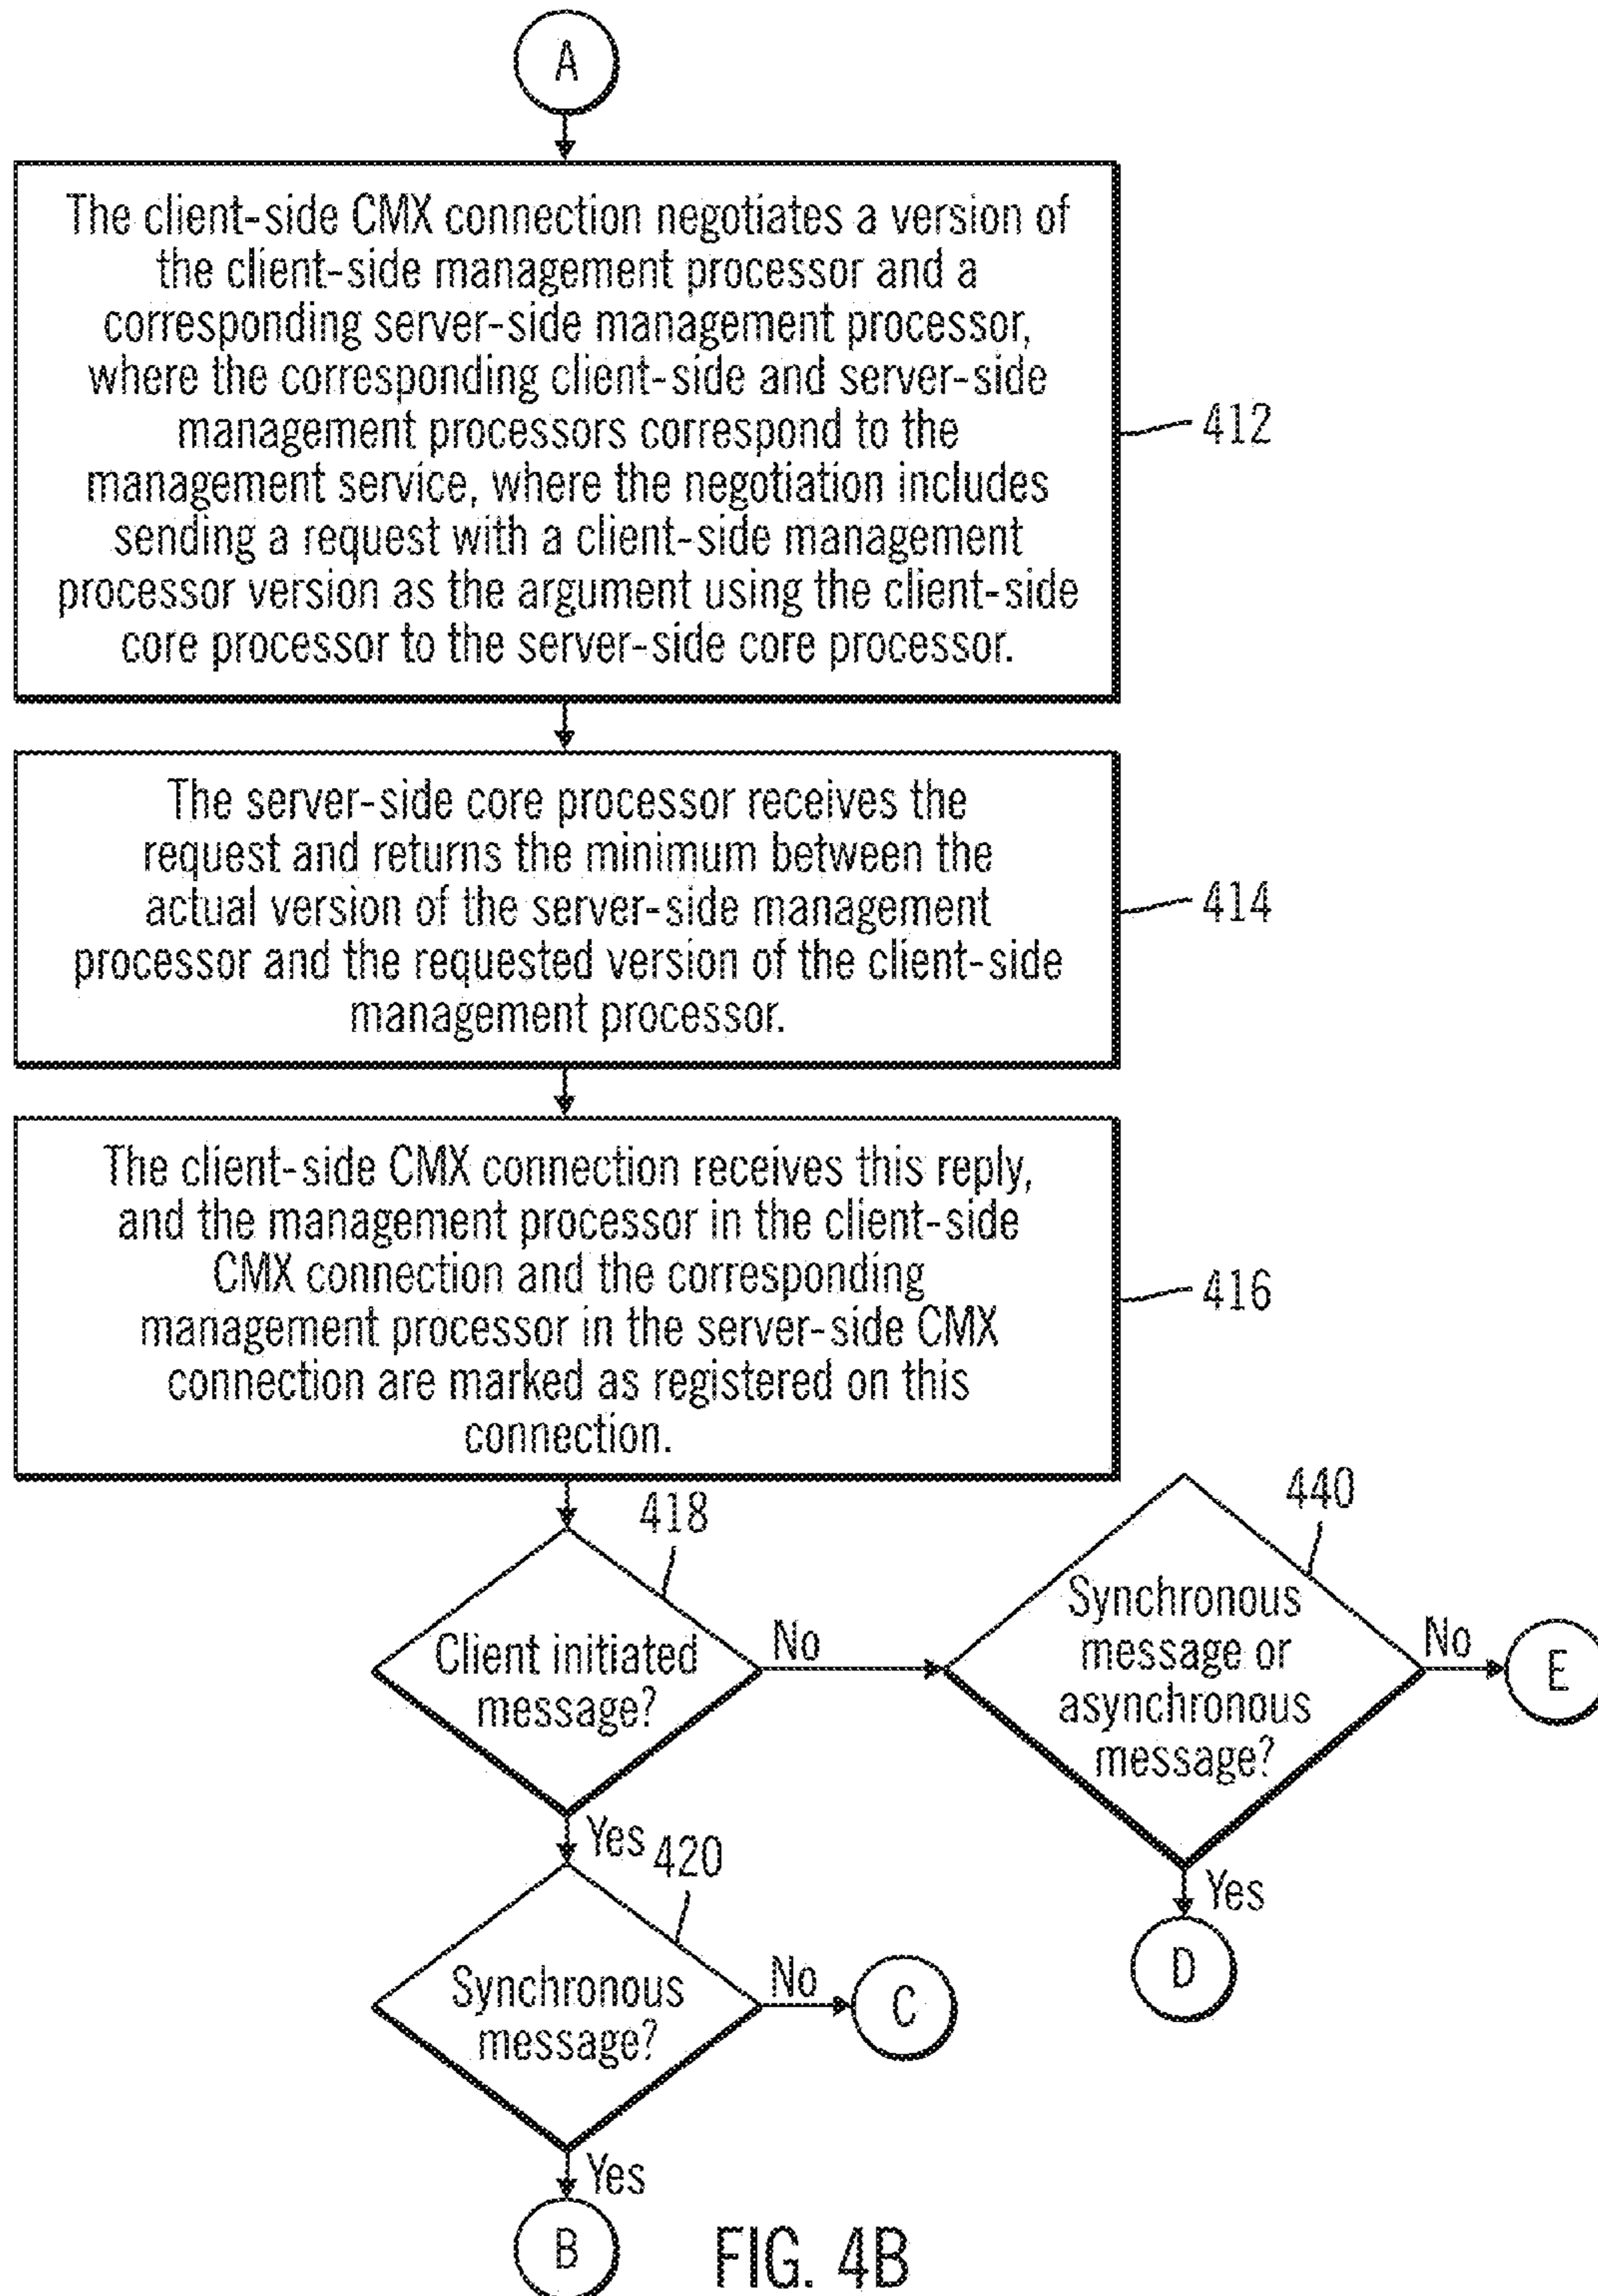 A
The client-side CMX connection negotiates a version of
the client-side management processor and a
corresponding server-side management processor,
where the corresponding client-side and server-side
management processors correspond to the
management service, where the negotiation includes
sending a request with a client-side management
processor version as the argument using the client-side
core processor to the server-side core processor.
412
The server-side core processor receives the
request and returns the minimum between the
actual version of the server-side management
processor and the requested version of the client-side
management processor.
414
The client-side CMX connection receives this reply,
and the management processor in the client-side
CMX connection and the corresponding
management processor in the server-side CMX
connection are marked as registered on this
connection.
416
418
Client initiated
message?
No
Yes
440
Synchronous
message or
asynchronous
message?
No
E
Yes
D
420
Synchronous
message?
No
C
Yes
B
FIG. 4B